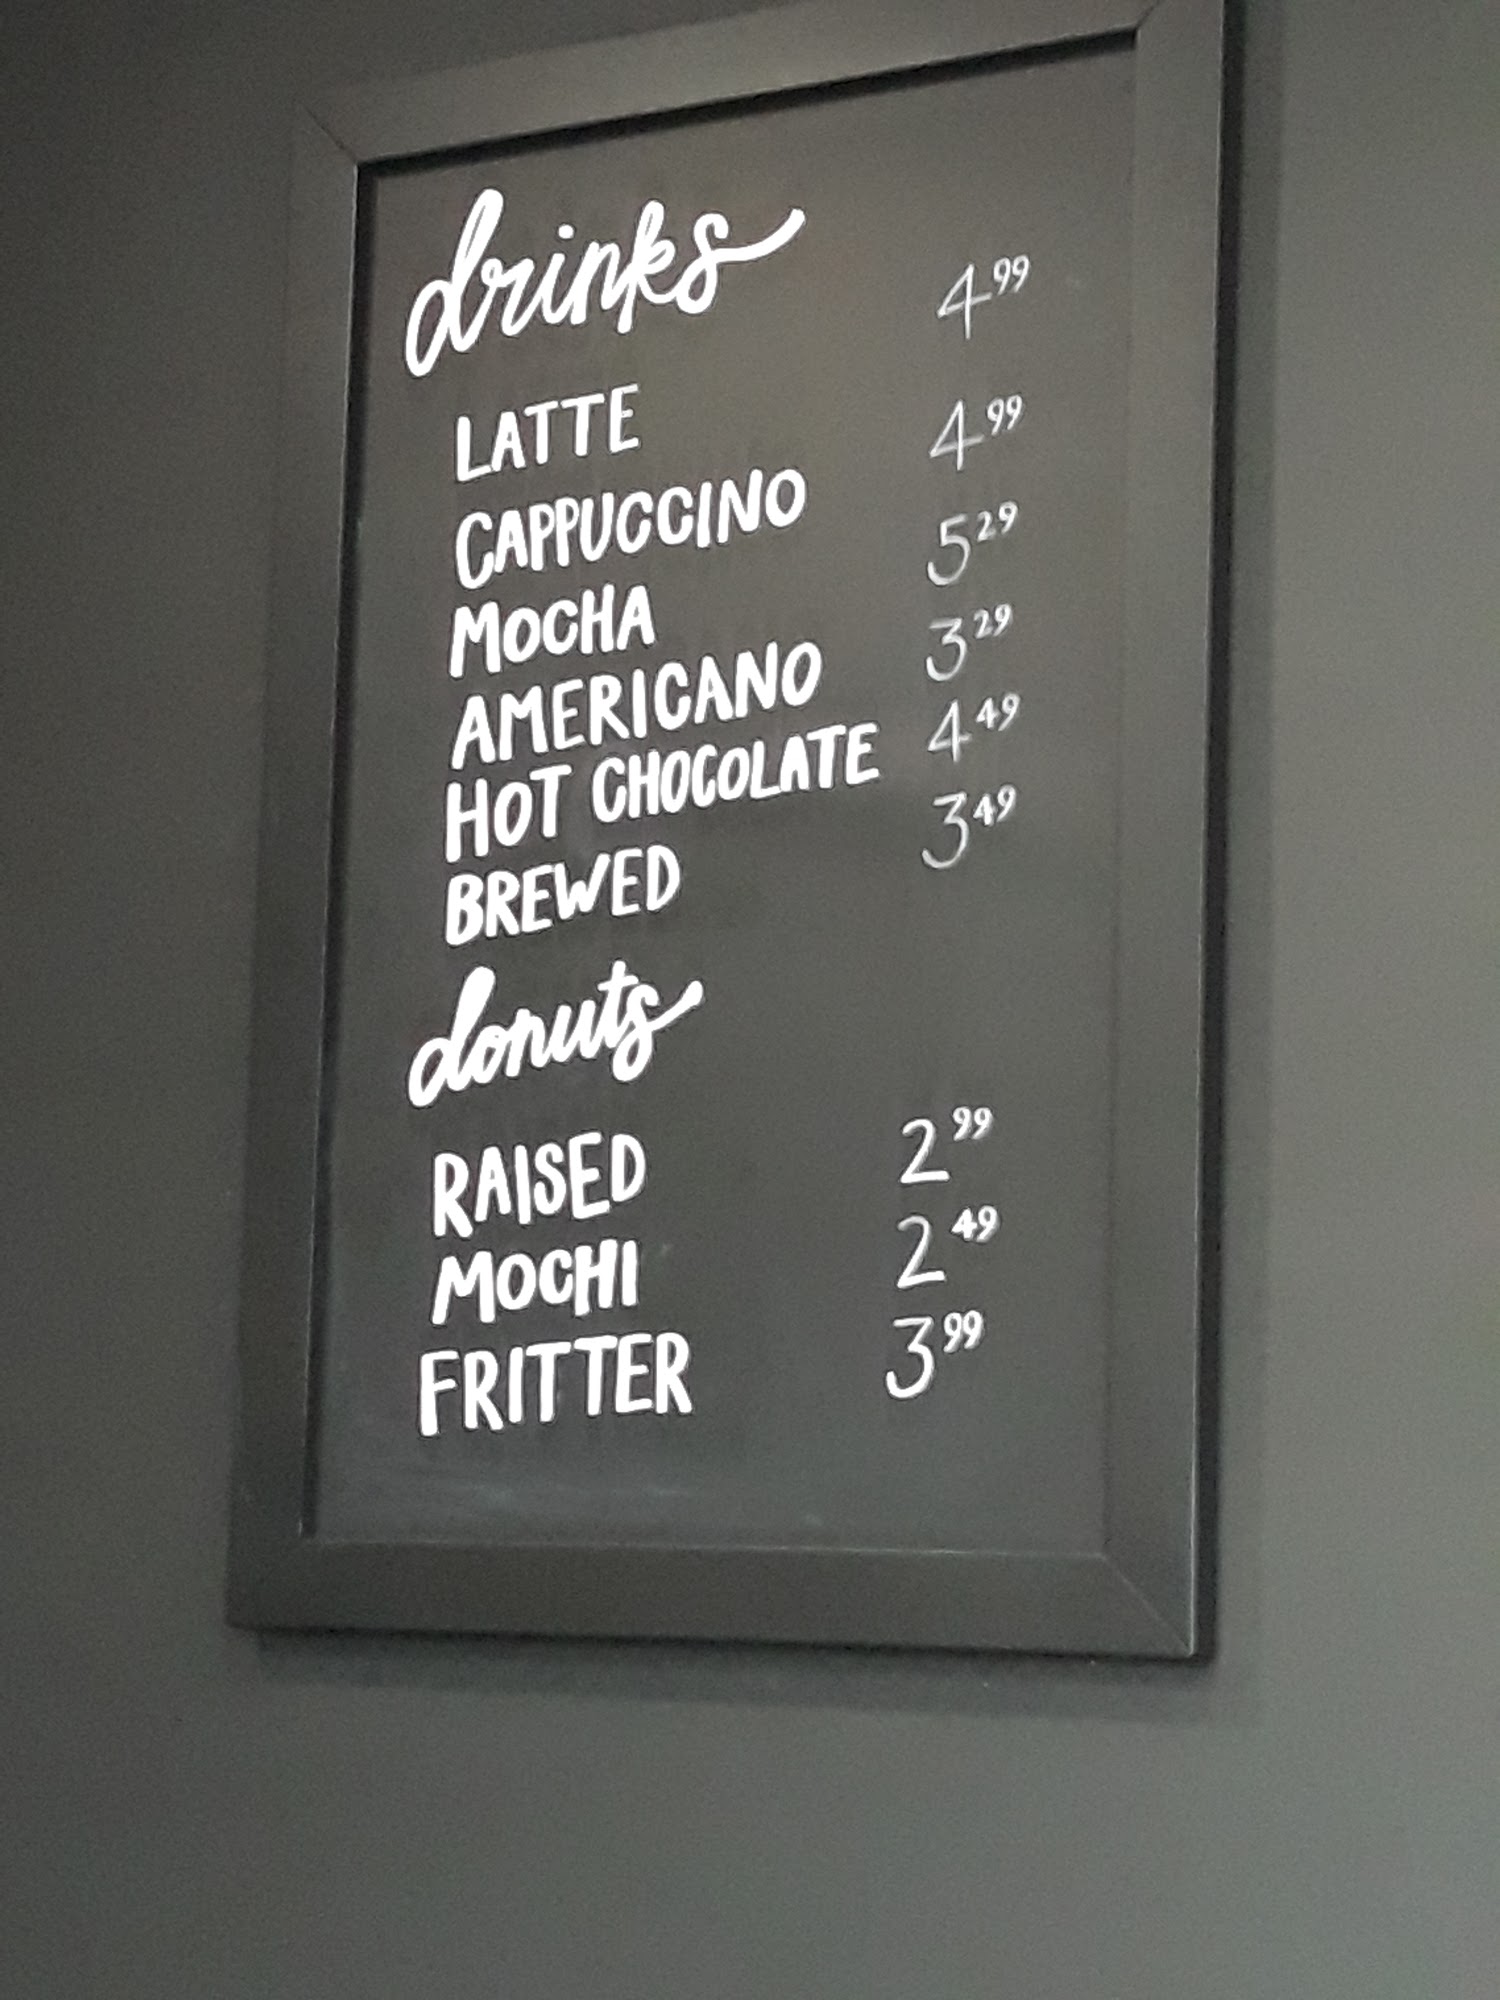 drinks
LATTE 4.99
CAPPUCCINO 4.99
MOCHA 5.29
AMERICANO 3.29
HOT CHOCOLATE 4.49
BREWED 3.49
donuts
RAISED 2.99
MOCHI 2.49
FRITTER 3.99